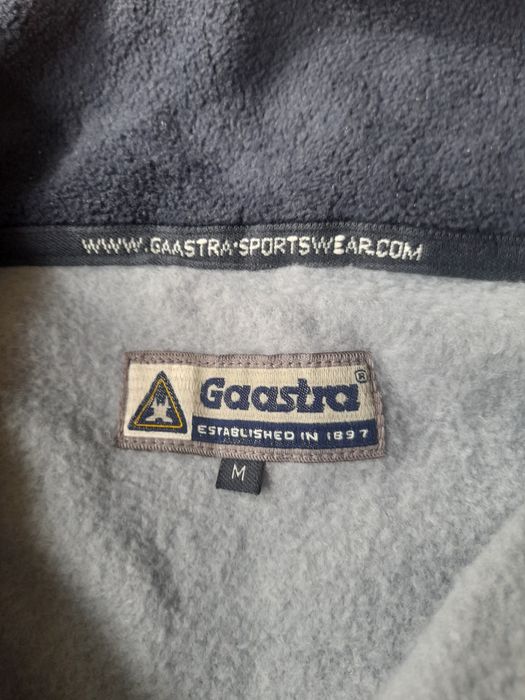 WWW.GAASTRA·SPORTSWEAR.COM
Gaastra®
ESTABLISHED IN 1897
M